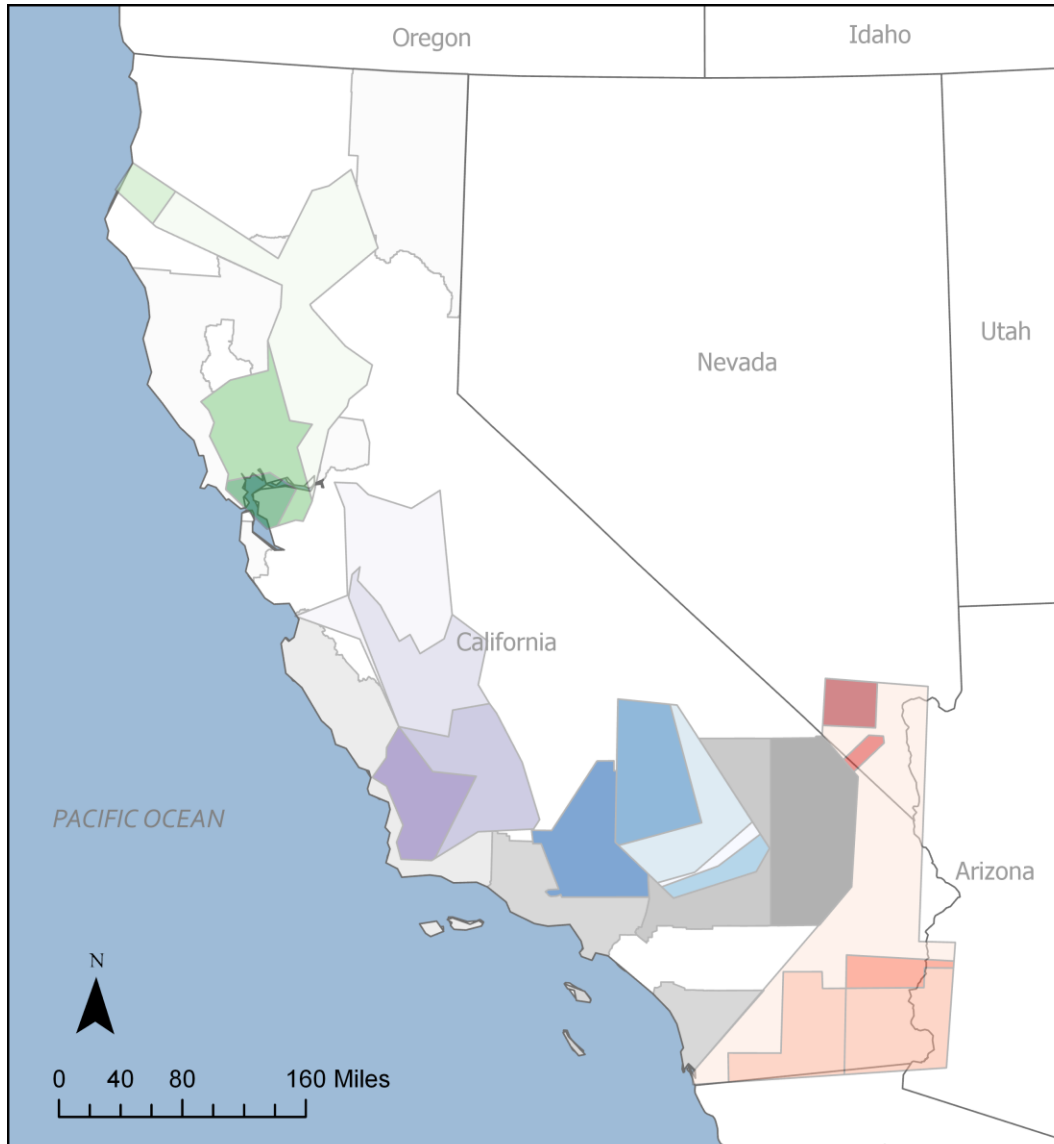 Oregon
Idaho
Utah
Nevada
California
PACIFIC OCEAN
Arizona
N
0 40 80 160 Miles